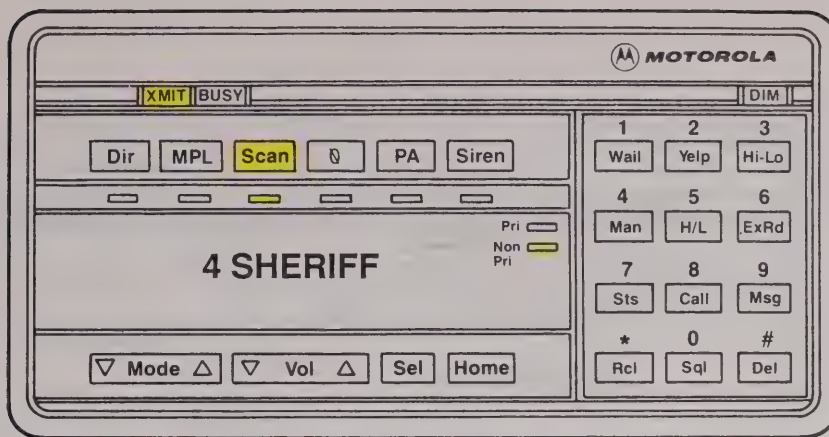 MOTOROLA
XMIT BUSY DIM
Dir MPL Scan PA Siren
Pri
Non
Pri
4 SHERIFF
▽ Mode △ ▽ Vol △ Sel Home
1 2 3
Wail Yelp Hi-Lo
4 5 6
Man H/L ExRd
7 8 9
Sts Call Msg
* 0 #
Rcl Sql Del